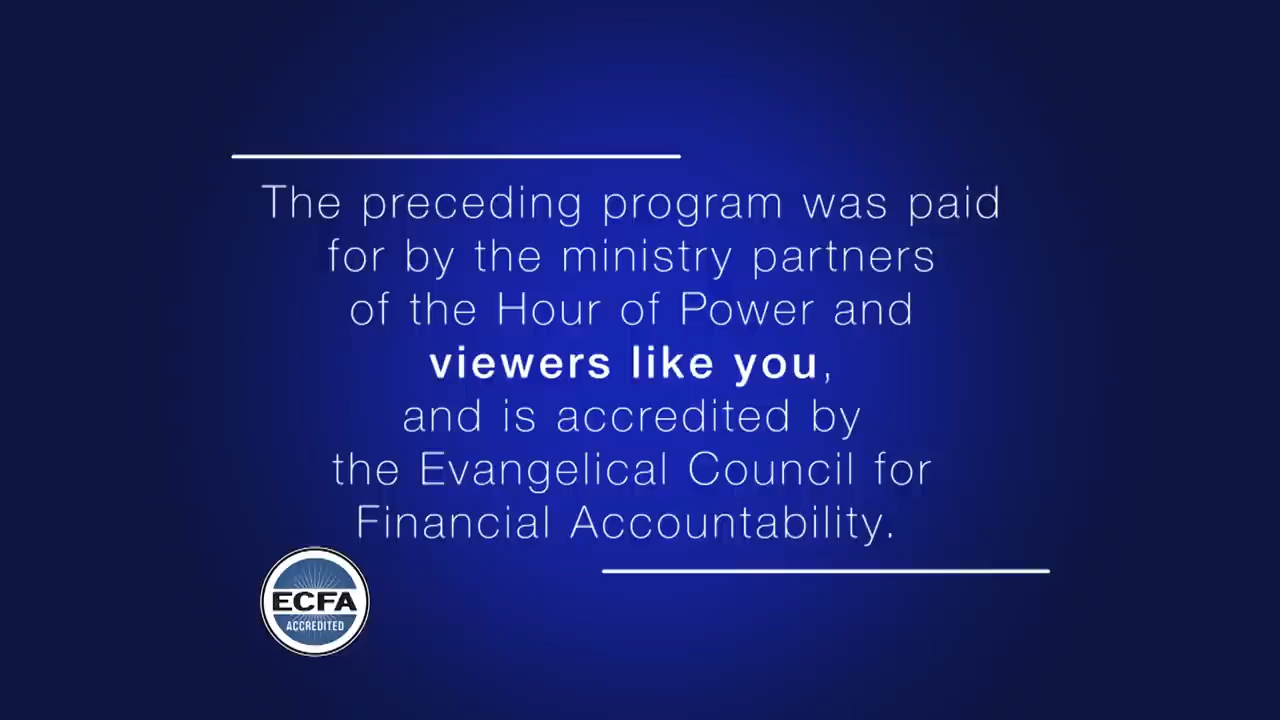 The preceding program was paid
for by the ministry partners
of the Hour of Power and
viewers like you,
and is accredited by
the Evangelical Council for
Financial Accountability.
ECFA
ACCREDITED